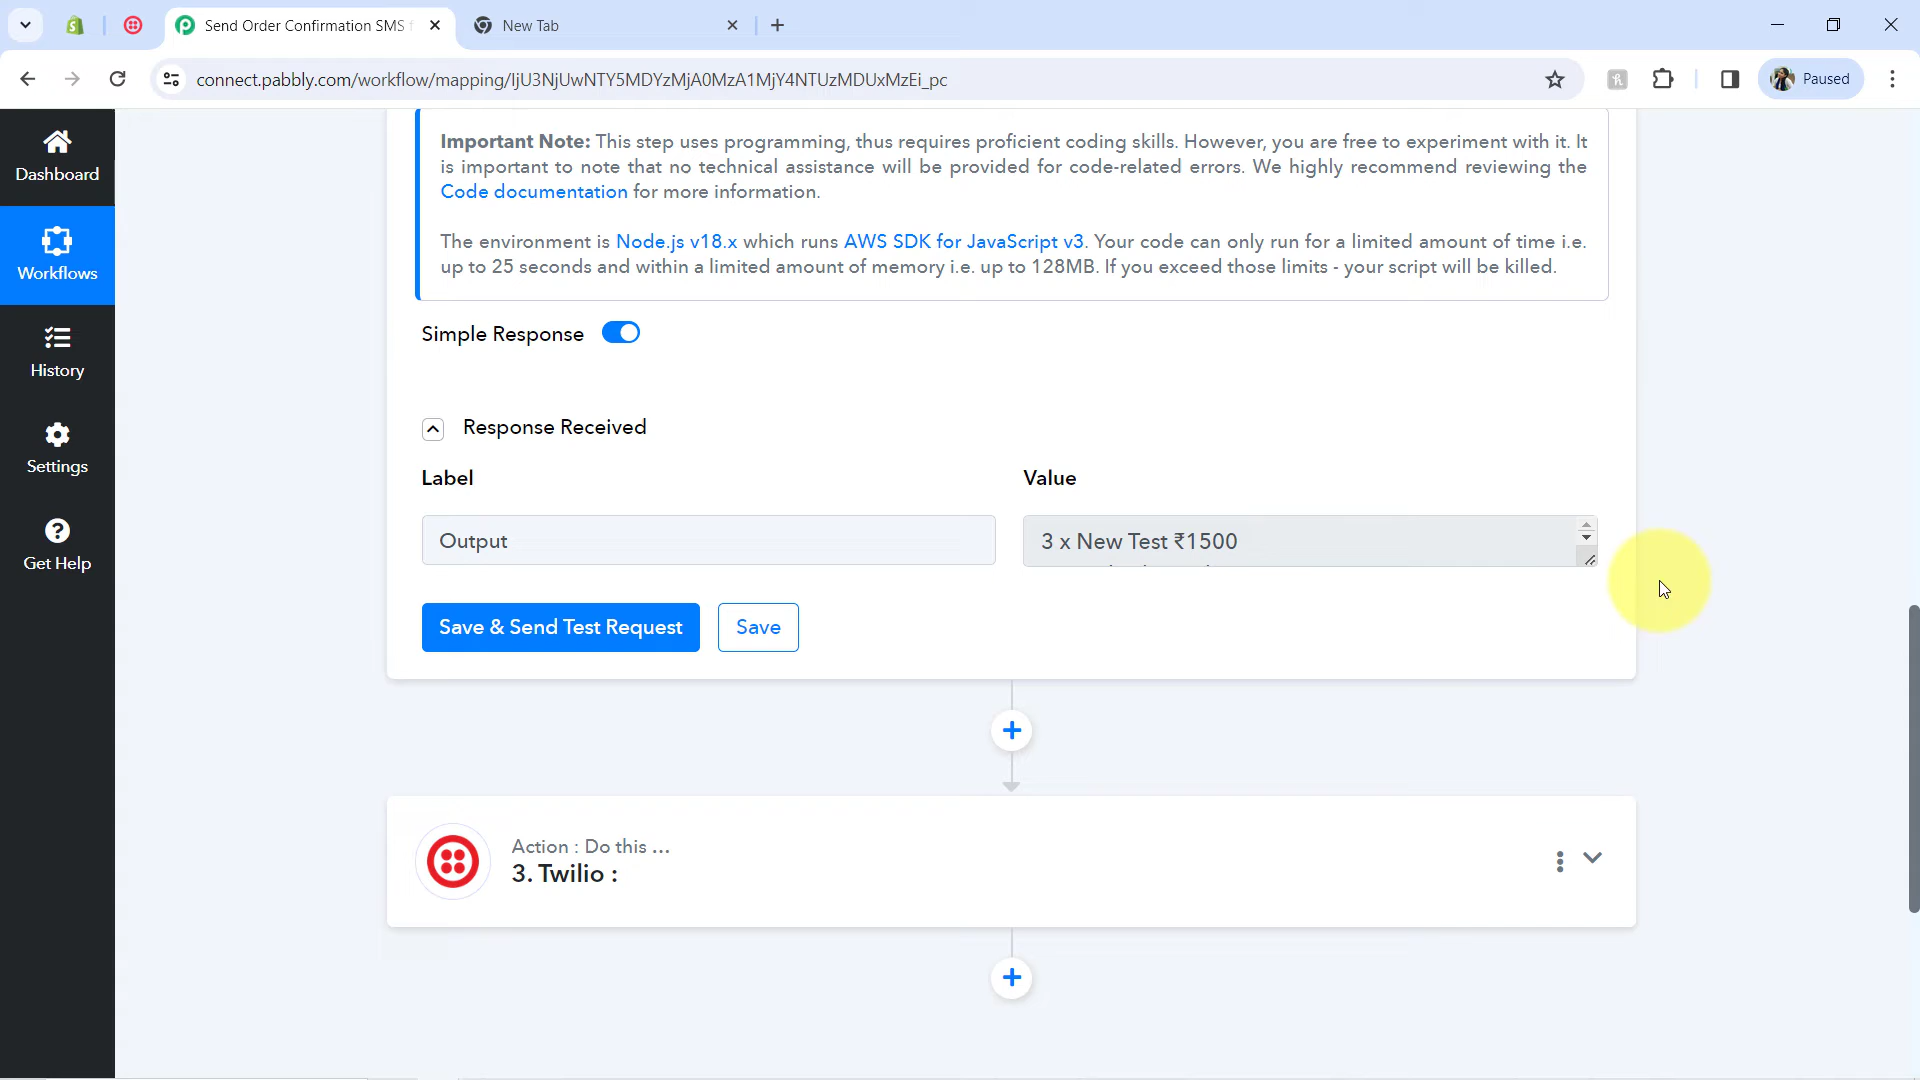 Send Order Confirmation SMS f
New Tab
connect.pabbly.com/workflow/mapping/IjU3NjUwNTY5MDYzMjA0MzA1MjY4NTUzMDUxMzEi_pc
Paused
Dashboard
Workflows
History
Settings
Get Help
Important Note: This step uses programming, thus requires proficient coding skills. However, you are free to experiment with it. It
is important to note that no technical assistance will be provided for code-related errors. We highly recommend reviewing the
Code documentation for more information.
The environment is Node.js v18.x which runs AWS SDK for JavaScript v3. Your code can only run for a limited amount of time i.e.
up to 25 seconds and within a limited amount of memory i.e. up to 128MB. If you exceed those limits - your script will be killed.
Simple Response
Response Received
Label
Value
Output
3 x New Test ₹1500
Save & Send Test Request
Save
Action : Do this ...
3. Twilio :